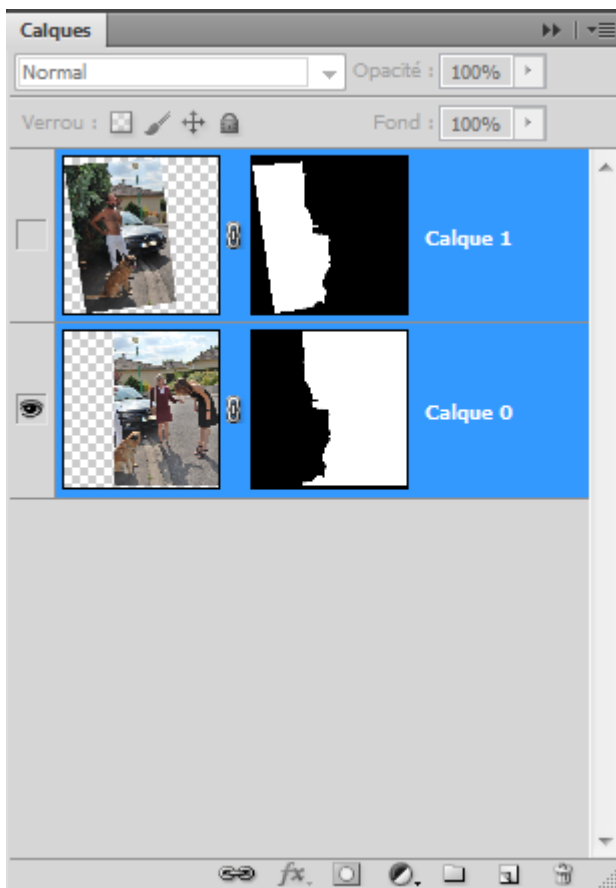 Calques
Normal Opacité : 100%
Verrou : Fond : 100%
Calque 1
Calque 0
fx.